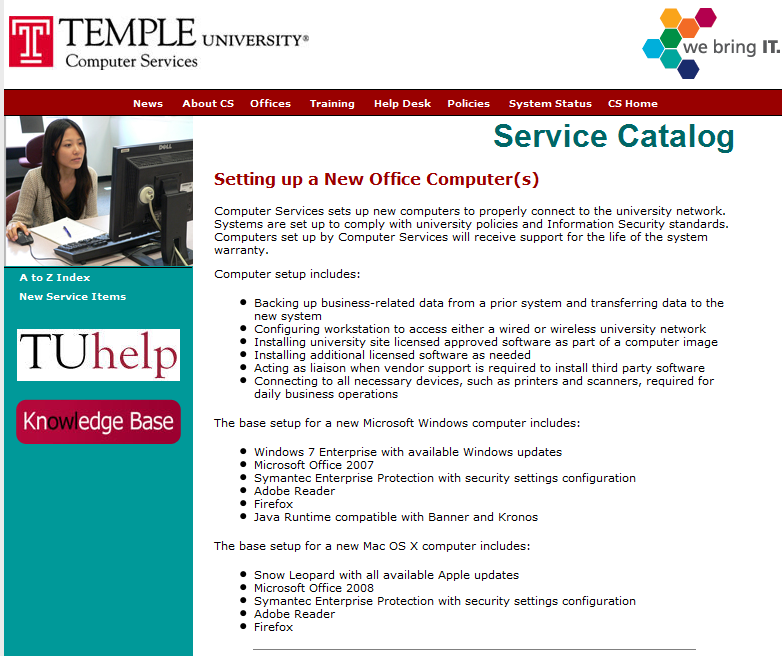 TEMPLE UNIVERSITY®
Computer Services
we bring IT.
News About CS Offices Training Help Desk Policies System Status CS Home
DELL
Service Catalog
Setting up a New Office Computer(s)
Computer Services sets up new computers to properly connect to the university network.
Systems are set up to comply with university policies and Information Security standards.
Computers set up by Computer Services will receive support for the life of the system
warranty.
A to Z Index
New Service Items
TUhelp
Knowledge Base
Computer setup includes:
• Backing up business-related data from a prior system and transferring data to the
new system
• Configuring workstation to access either a wired or wireless university network
• Installing university site licensed approved software as part of a computer image
• Installing additional licensed software as needed
• Acting as liaison when vendor support is required to install third party software
• Connecting to all necessary devices, such as printers and scanners, required for
daily business operations
The base setup for a new Microsoft Windows computer includes:
• Windows 7 Enterprise with available Windows updates
• Microsoft Office 2007
• Symantec Enterprise Protection with security settings configuration
• Adobe Reader
• Firefox
• Java Runtime compatible with Banner and Kronos
The base setup for a new Mac OS X computer includes:
• Snow Leopard with all available Apple updates
• Microsoft Office 2008
• Symantec Enterprise Protection with security settings configuration
• Adobe Reader
• Firefox